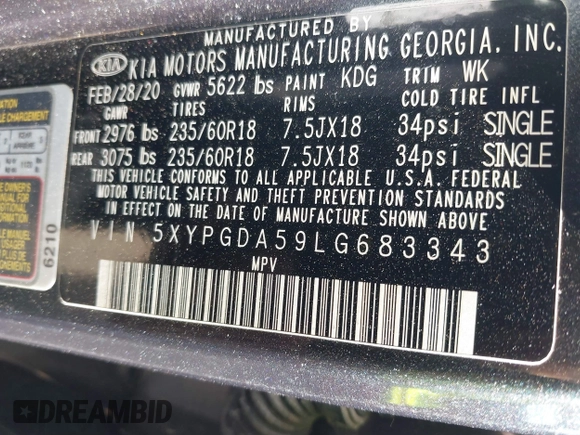 MANUFACTURED BY
KIA KIA MOTORS MANUFACTURING GEORGIA, INC.
FEB/28/20 GVWR 5622 lbs PAINT KDG TRIM WK
GAWR TIRES RIMS COLD TIRE INFL
FRONT 2976 lbs 235/60R18 7.5JX18 34psi SINGLE
REAR 3075 lbs 235/60R18 7.5JX18 34psi SINGLE
THIS VEHICLE CONFORMS TO ALL APPLICABLE U.S.A. FEDERAL
MOTOR VEHICLE SAFETY AND THEFT PREVENTION STANDARDS
IN EFFECT ON THE DATE OF MANUFACTURE SHOWN ABOVE.
VIN 5XYPGDA59LG683343
MPV
6210
DREAMBID